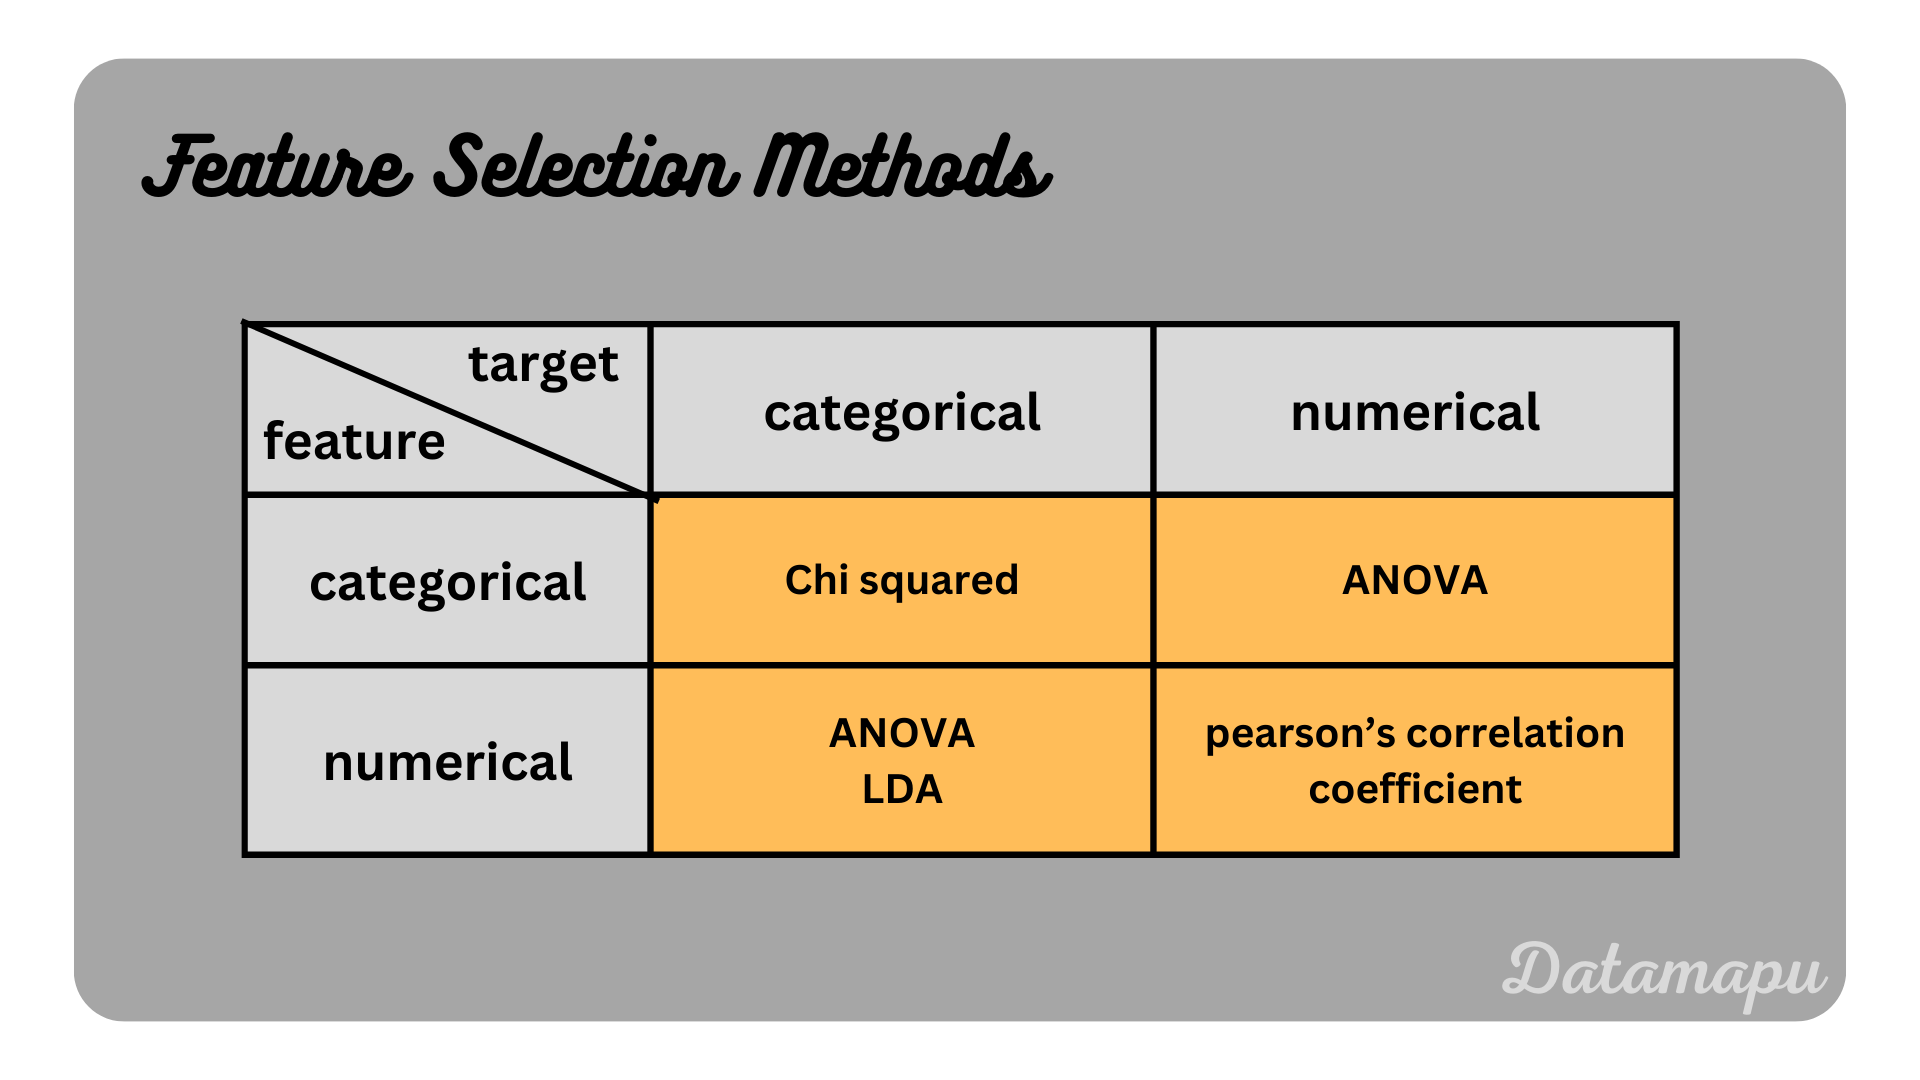 Feature Selection Methods
target
feature
categorical
numerical
categorical
Chi squared
ANOVA
numerical
ANOVA
LDA
pearson’s correlation
coefficient
Datamapu